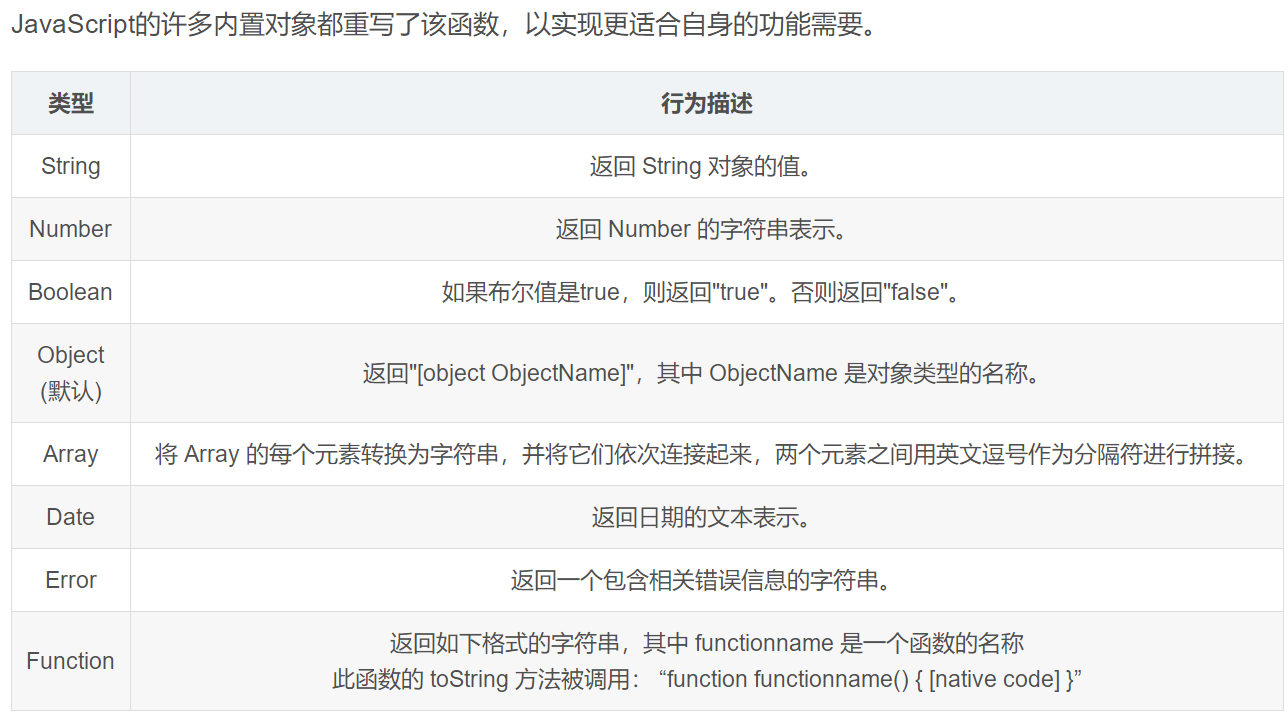 JavaScript的许多内置对象都重写了该函数，以实现更适合自身的功能需要。
类型 行为描述
String 返回 String 对象的值。
Number 返回 Number 的字符串表示。
Boolean 如果布尔值是true，则返回"true"。否则返回"false"。
Object
(默认) 返回"[object ObjectName]"，其中 ObjectName 是对象类型的名称。
Array 将 Array 的每个元素转换为字符串，并将它们依次连接起来，两个元素之间用英文逗号作为分隔符进行拼接。
Date 返回日期的文本表示。
Error 返回一个包含相关错误信息的字符串。
Function 返回如下格式的字符串，其中 functionname 是一个函数的名称
此函数的 toString 方法被调用： “function functionname() { [native code] }”